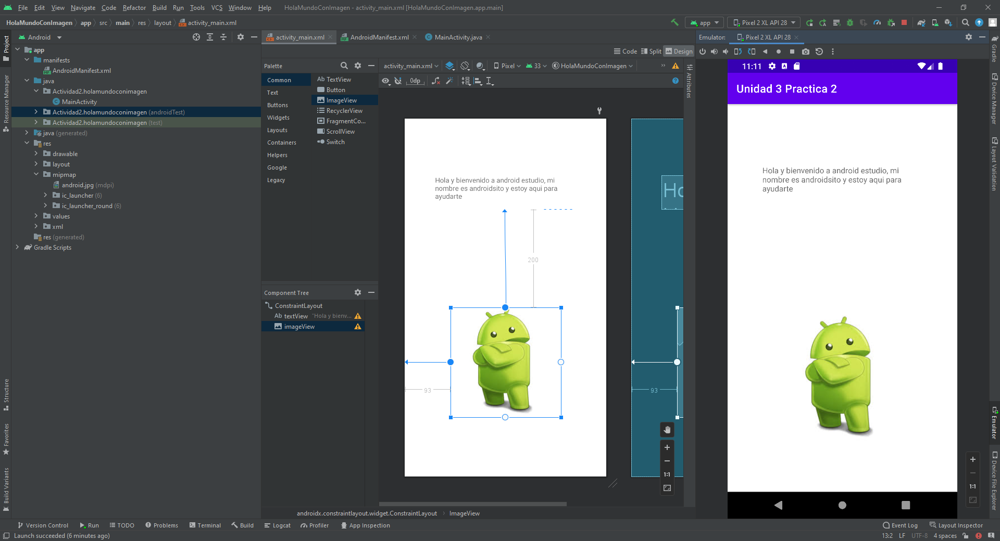 File Edit View Navigate Code Refactor Build Run Tools VCS Window Help HolaMundoConImagen - activity_main.xml [HolaMundoConImagen.app.main]
HolaMundoConImagen app src main res layout activity_main.xml app Pixel 2 XL API 28
Android activity_main.xml AndroidManifest.xml MainActivity.java Emulator: Pixel 2 XL API 28
Project
Resource Manager
Structure
Favorites
Build Variants
app
manifests
AndroidManifest.xml
java
Actividad2.holamundoconimagen
MainActivity
Actividad2.holamundoconimagen (androidTest)
Actividad2.holamundoconimagen (test)
java (generated)
res
drawable
layout
mipmap
android.jpg (mdpi)
ic_launcher (6)
ic_launcher_round (6)
values
xml
res (generated)
Gradle Scripts
Code Split Design
Palette
Common
Text
Buttons
Widgets
Layouts
Containers
Helpers
Google
Legacy
Ab TextView
Button
ImageView
RecyclerView
FragmentCo...
ScrollView
Switch
Component Tree
ConstraintLayout
Ab textView "Hola y bienv...
imageView
activity_main.xml Pixel 33 HolaMundoConImagen
0dp
Hola y bienvenido a android estudio, mi
nombre es androidsito y estoy aqui para
ayudarte
200
93
Ho
93
1:1
Attributes
11:11
Unidad 3 Practica 2
Hola y bienvenido a android estudio, mi
nombre es androidsito y estoy aqui para
ayudarte
1:1
Gradle
Device Manager
Layout Validation
Emulator
Device File Explorer
androidx.constraintlayout.widget.ConstraintLayout ImageView
Version Control Run TODO Problems Terminal Build Logcat Profiler App Inspection Event Log Layout Inspector
Launch succeeded (6 minutes ago) 13:2 LF UTF-8 4 spaces